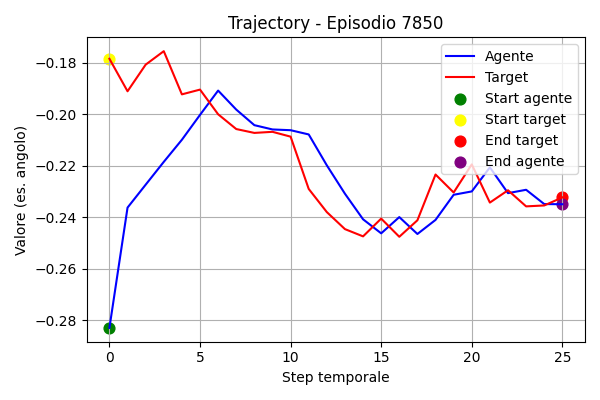 Trajectory - Episodio 7850
Valore (es. angolo)
−0.18
−0.20
−0.22
−0.24
−0.26
−0.28
Agente
Target
Start agente
Start target
End target
End agente
0 5 10 15 20 25
Step temporale